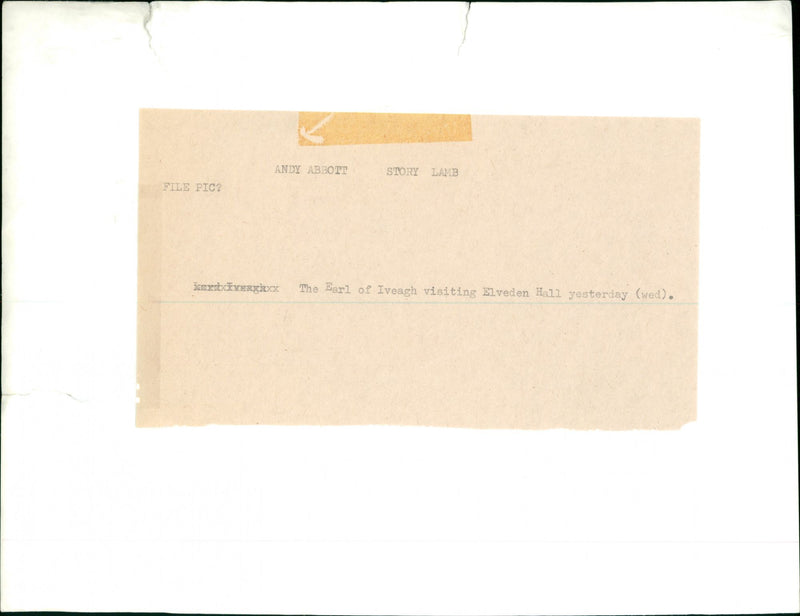 ANDY ABBOTT STORY LAMB
FILE PIC?
The Earl of Iveagh visiting Elveden Hall yesterday (wed).